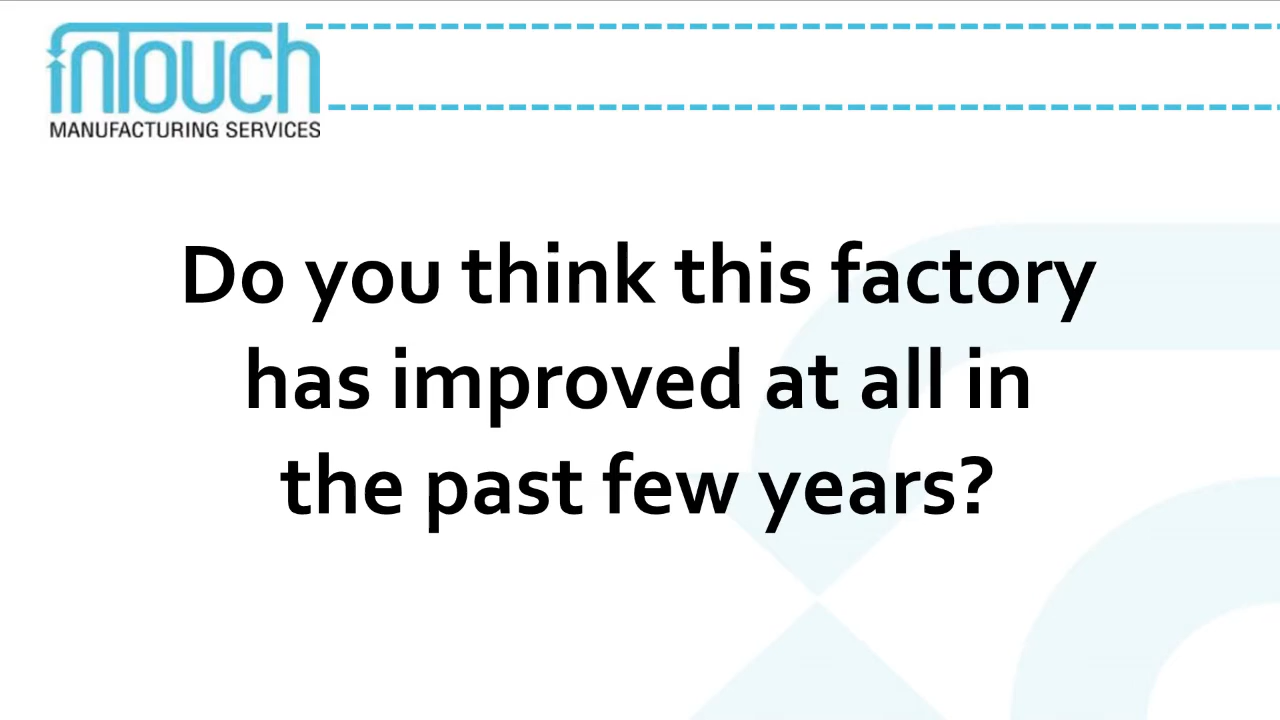 inTouch
MANUFACTURING SERVICES
Do you think this factory
has improved at all in
the past few years?